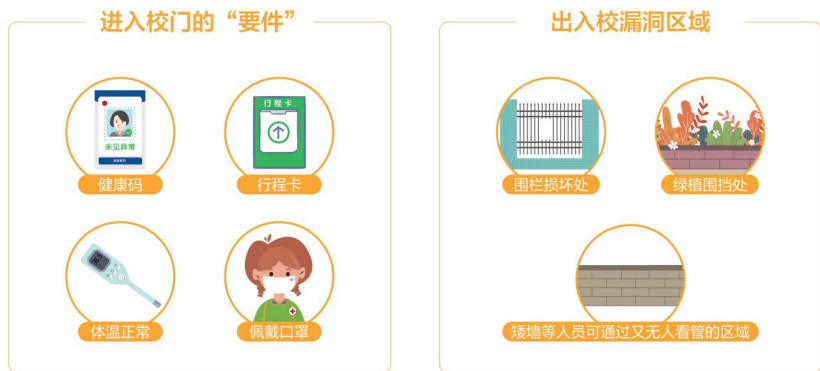 进入校门的“要件”
未见异常
健康码
行程卡
行程卡
体温正常
佩戴口罩
出入校漏洞区域
围栏损坏处
绿植围挡处
矮墙等人员可通过又无人看管的区域